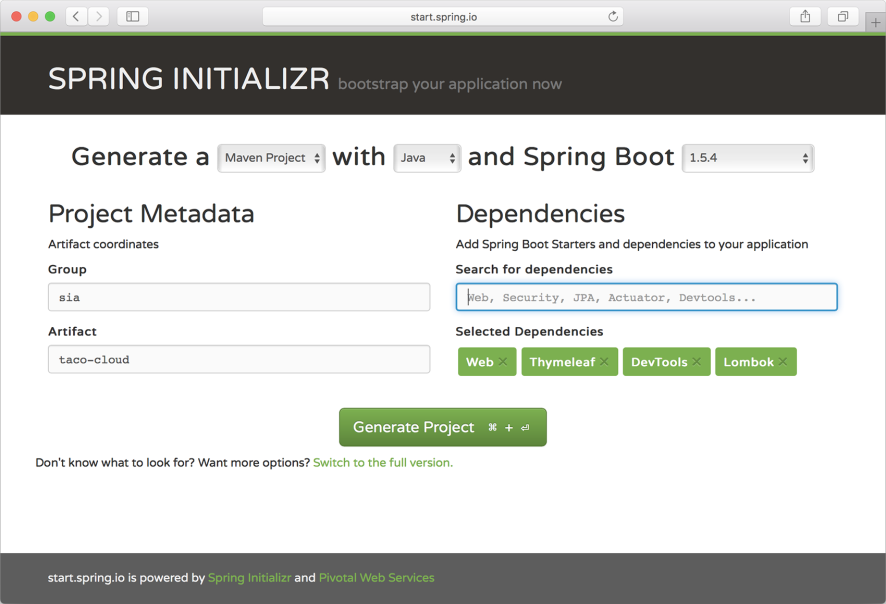 start.spring.io
SPRING INITIALIZR bootstrap your application now
Generate a Maven Project with Java and Spring Boot 1.5.4
Project Metadata
Artifact coordinates
Group
sia
Artifact
taco-cloud
Dependencies
Add Spring Boot Starters and dependencies to your application
Search for dependencies
Web, Security, JPA, Actuator, Devtools...
Selected Dependencies
Web × Thymeleaf × DevTools × Lombok ×
Generate Project ⌘ + ⏎
Don't know what to look for? Want more options? Switch to the full version.
start.spring.io is powered by Spring Initializr and Pivotal Web Services